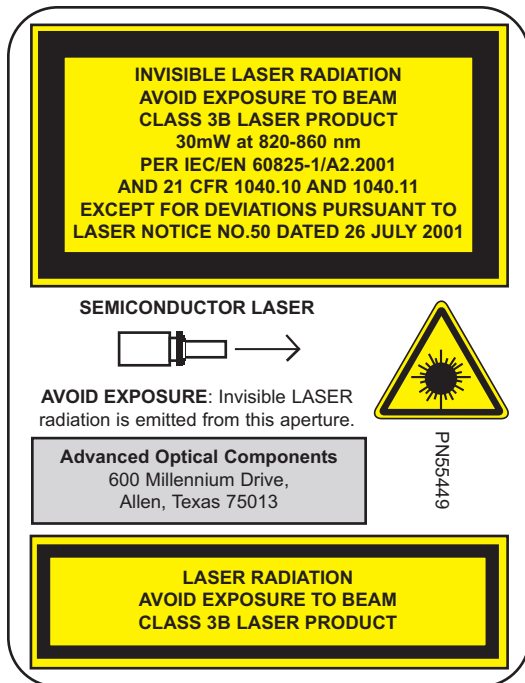 INVISIBLE LASER RADIATION
AVOID EXPOSURE TO BEAM
CLASS 3B LASER PRODUCT
30mW at 820-860 nm
PER IEC/EN 60825-1/A2.2001
AND 21 CFR 1040.10 AND 1040.11
EXCEPT FOR DEVIATIONS PURSUANT TO
LASER NOTICE NO.50 DATED 26 JULY 2001
SEMICONDUCTOR LASER
AVOID EXPOSURE: Invisible LASER
radiation is emitted from this aperture.
PN55449
Advanced Optical Components
600 Millennium Drive,
Allen, Texas 75013
LASER RADIATION
AVOID EXPOSURE TO BEAM
CLASS 3B LASER PRODUCT